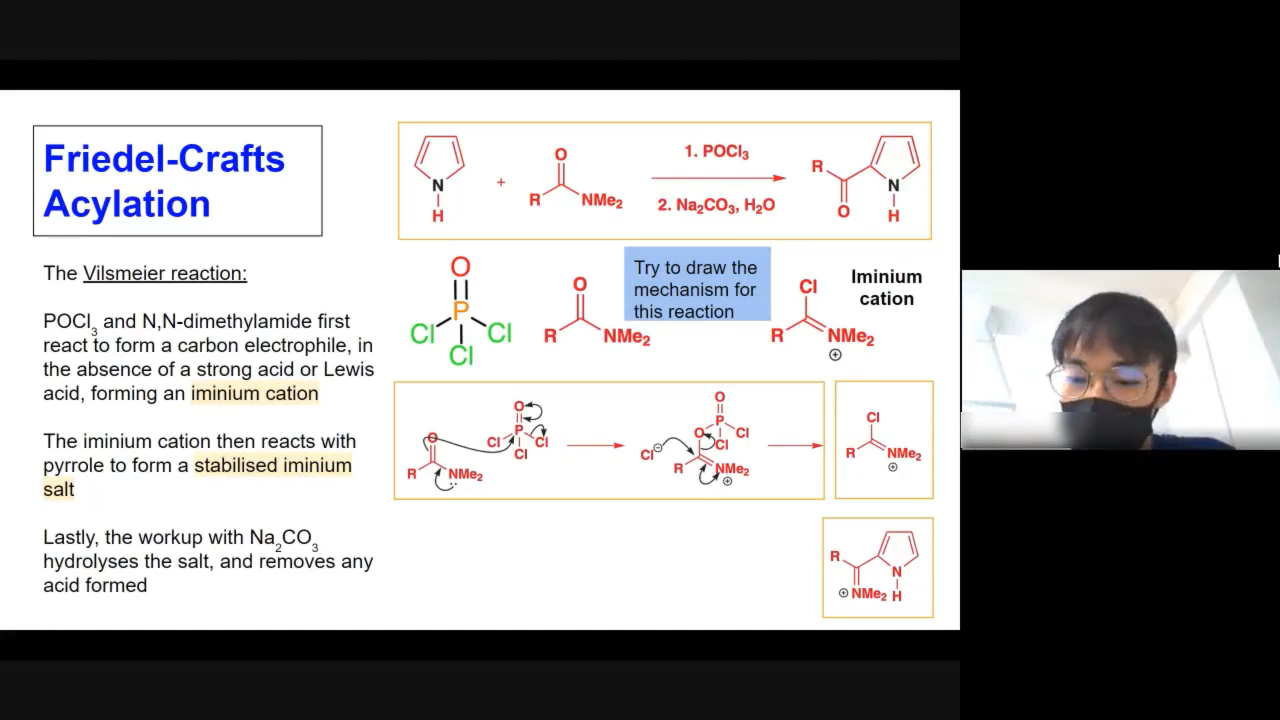 Friedel-Crafts
Acylation
The Vilsmeier reaction:
POCl₃ and N,N-dimethylamide first
react to form a carbon electrophile, in
the absence of a strong acid or Lewis
acid, forming an iminium cation
The iminium cation then reacts with
pyrrole to form a stabilised iminium
salt
Lastly, the workup with Na₂CO₃
hydrolyses the salt, and removes any
acid formed
N
H
+
O
R
NMe₂
1. POCl₃
2. Na₂CO₃, H₂O
R
O
N
H
O
P
Cl
Cl
Cl
O
R
NMe₂
Try to draw the
mechanism for
this reaction
Cl
R
NMe₂
⊕
Iminium
cation
O
R
NMe₂
O
P
Cl
Cl
Cl
Cl⊖
O
P
O
Cl
Cl
R
NMe₂
⊕
Cl
R
NMe₂
⊕
R
N
H
⊕NMe₂